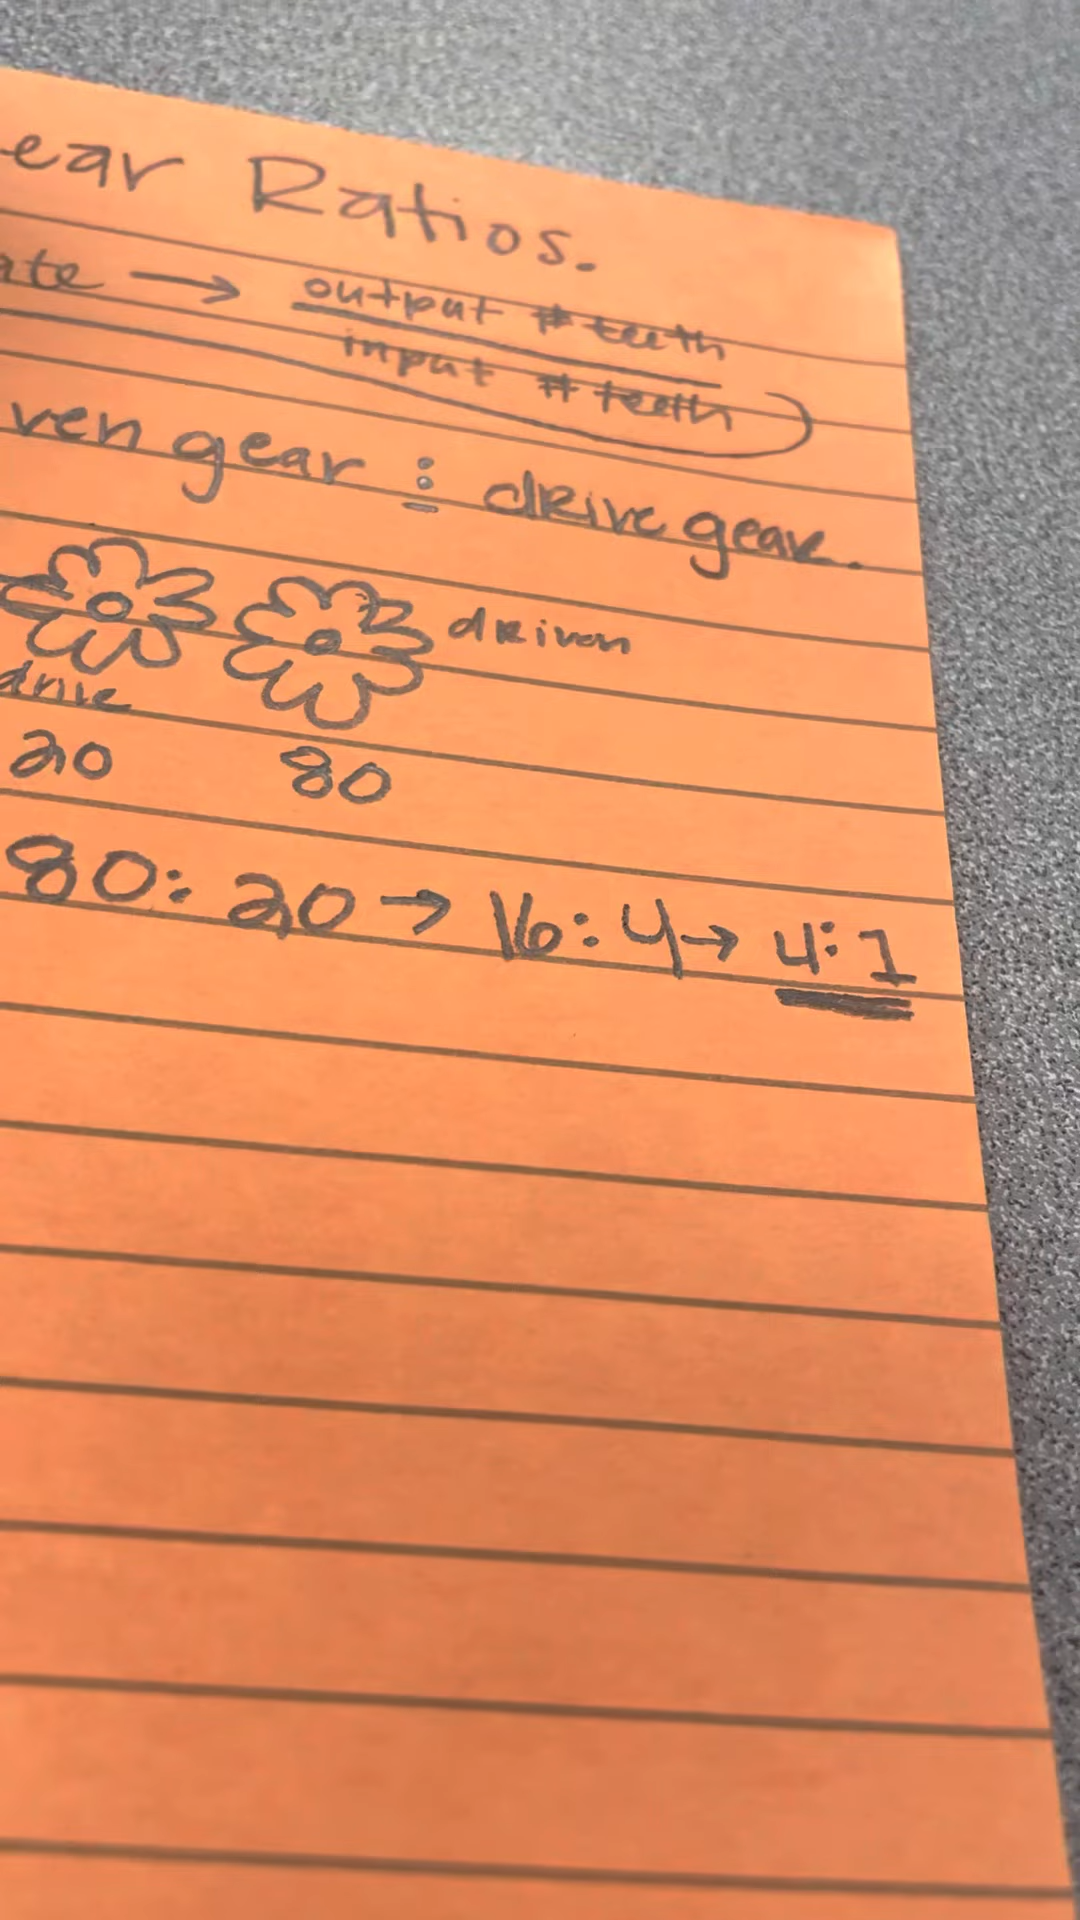 ear Ratios.
ate → output # teeth
input # teeth
ven gear : drive gear.
driven
drive
20 80
80: 20 → 16:4 → 4:1